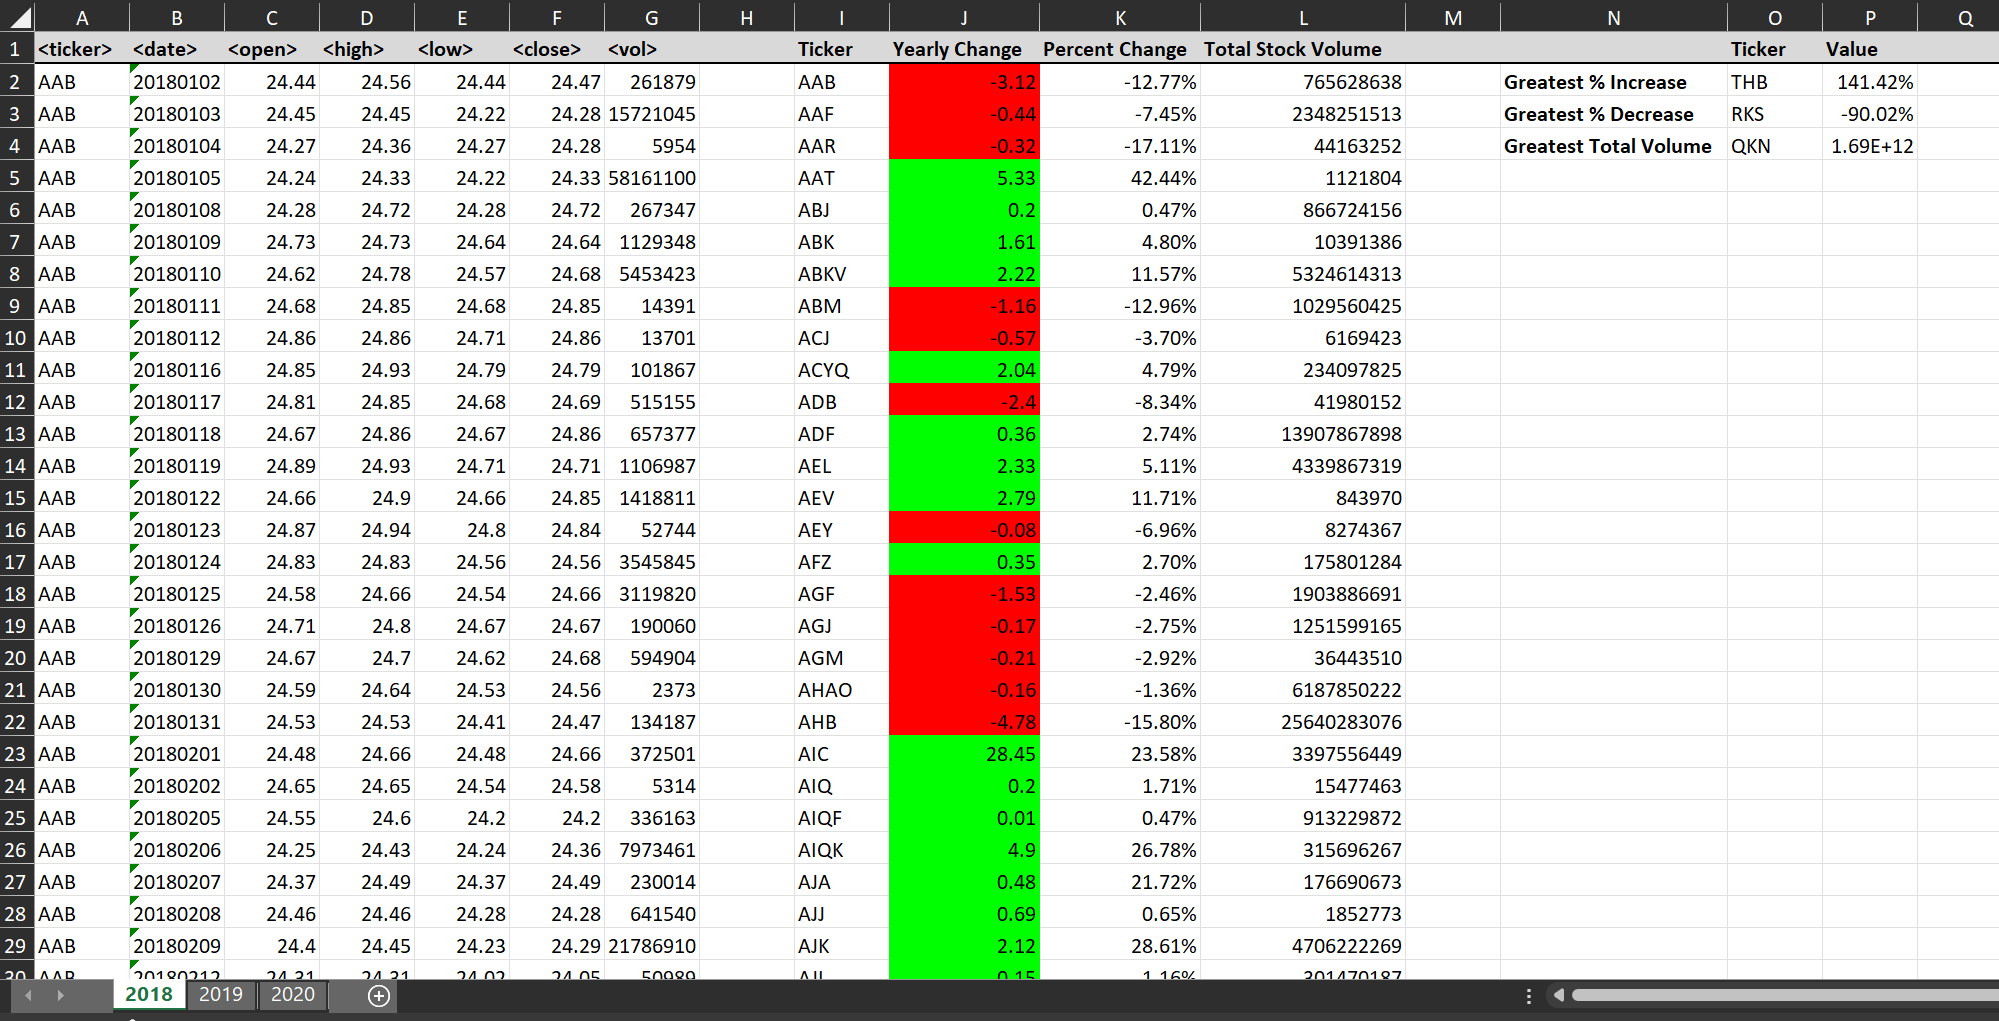 A B C D E F G H I J K L M N O P Q
1 <ticker> <date> <open> <high> <low> <close> <vol> Ticker Yearly Change Percent Change Total Stock Volume Ticker Value
2 AAB 20180102 24.44 24.56 24.44 24.47 261879 AAB -3.12 -12.77% 765628638 Greatest % Increase THB 141.42%
3 AAB 20180103 24.45 24.45 24.22 24.28 15721045 AAF -0.44 -7.45% 2348251513 Greatest % Decrease RKS -90.02%
4 AAB 20180104 24.27 24.36 24.27 24.28 5954 AAR -0.32 -17.11% 44163252 Greatest Total Volume QKN 1.69E+12
5 AAB 20180105 24.24 24.33 24.22 24.33 58161100 AAT 5.33 42.44% 1121804
6 AAB 20180108 24.28 24.72 24.28 24.72 267347 ABJ 0.2 0.47% 866724156
7 AAB 20180109 24.73 24.73 24.64 24.64 1129348 ABK 1.61 4.80% 10391386
8 AAB 20180110 24.62 24.78 24.57 24.68 5453423 ABKV 2.22 11.57% 5324614313
9 AAB 20180111 24.68 24.85 24.68 24.85 14391 ABM -1.16 -12.96% 1029560425
10 AAB 20180112 24.86 24.86 24.71 24.86 13701 ACJ -0.57 -3.70% 6169423
11 AAB 20180116 24.85 24.93 24.79 24.79 101867 ACYQ 2.04 4.79% 234097825
12 AAB 20180117 24.81 24.85 24.68 24.69 515155 ADB -2.4 -8.34% 41980152
13 AAB 20180118 24.67 24.86 24.67 24.86 657377 ADF 0.36 2.74% 13907867898
14 AAB 20180119 24.89 24.93 24.71 24.71 1106987 AEL 2.33 5.11% 4339867319
15 AAB 20180122 24.66 24.9 24.66 24.85 1418811 AEV 2.79 11.71% 843970
16 AAB 20180123 24.87 24.94 24.8 24.84 52744 AEY -0.08 -6.96% 8274367
17 AAB 20180124 24.83 24.83 24.56 24.56 3545845 AFZ 0.35 2.70% 175801284
18 AAB 20180125 24.58 24.66 24.54 24.66 3119820 AGF -1.53 -2.46% 1903886691
19 AAB 20180126 24.71 24.8 24.67 24.67 190060 AGJ -0.17 -2.75% 1251599165
20 AAB 20180129 24.67 24.7 24.62 24.68 594904 AGM -0.21 -2.92% 36443510
21 AAB 20180130 24.59 24.64 24.53 24.56 2373 AHAO -0.16 -1.36% 6187850222
22 AAB 20180131 24.53 24.53 24.41 24.47 134187 AHB -4.78 -15.80% 25640283076
23 AAB 20180201 24.48 24.66 24.48 24.66 372501 AIC 28.45 23.58% 3397556449
24 AAB 20180202 24.65 24.65 24.54 24.58 5314 AIQ 0.2 1.71% 15477463
25 AAB 20180205 24.55 24.6 24.2 24.2 336163 AIQF 0.01 0.47% 913229872
26 AAB 20180206 24.25 24.43 24.24 24.36 7973461 AIQK 4.9 26.78% 315696267
27 AAB 20180207 24.37 24.49 24.37 24.49 230014 AJA 0.48 21.72% 176690673
28 AAB 20180208 24.46 24.46 24.28 24.28 641540 AJJ 0.69 0.65% 1852773
29 AAB 20180209 24.4 24.45 24.23 24.29 21786910 AJK 2.12 28.61% 4706222269
30 AAB 20180212 24.31 24.31 24.02 24.05 50989 0.15 1.16% 301470187
2018 2019 2020